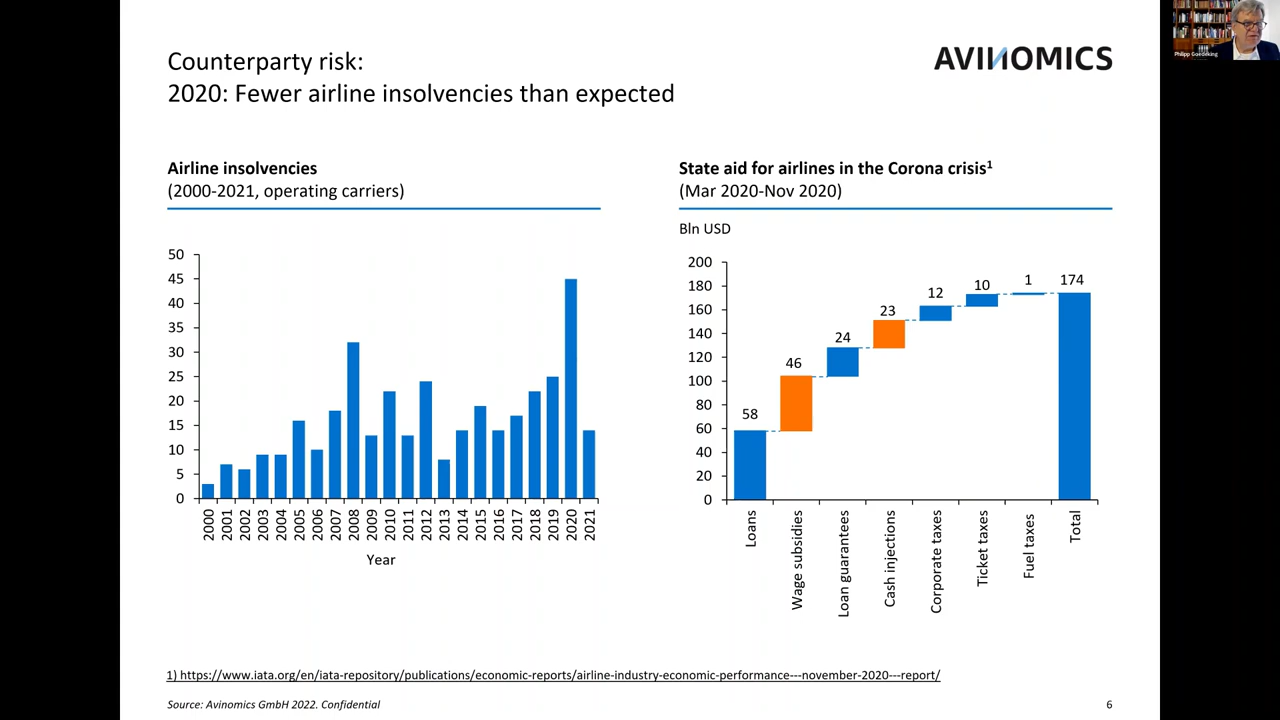 Counterparty risk:
2020: Fewer airline insolvencies than expected
AVINOMICS
Philipp Goedeking
Airline insolvencies
(2000-2021, operating carriers)
50
45
40
35
30
25
20
15
10
5
0
2000
2001
2002
2003
2004
2005
2006
2007
2008
2009
2010
2011
2012
2013
2014
2015
2016
2017
2018
2019
2020
2021
Year
State aid for airlines in the Corona crisis¹
(Mar 2020-Nov 2020)
Bln USD
200
180
160
140
120
100
80
60
40
20
0
58
46
24
23
12
10
1
174
Loans
Wage subsidies
Loan guarantees
Cash injections
Corporate taxes
Ticket taxes
Fuel taxes
Total
1) https://www.iata.org/en/iata-repository/publications/economic-reports/airline-industry-economic-performance---november-2020---report/
Source: Avinomics GmbH 2022. Confidential
6